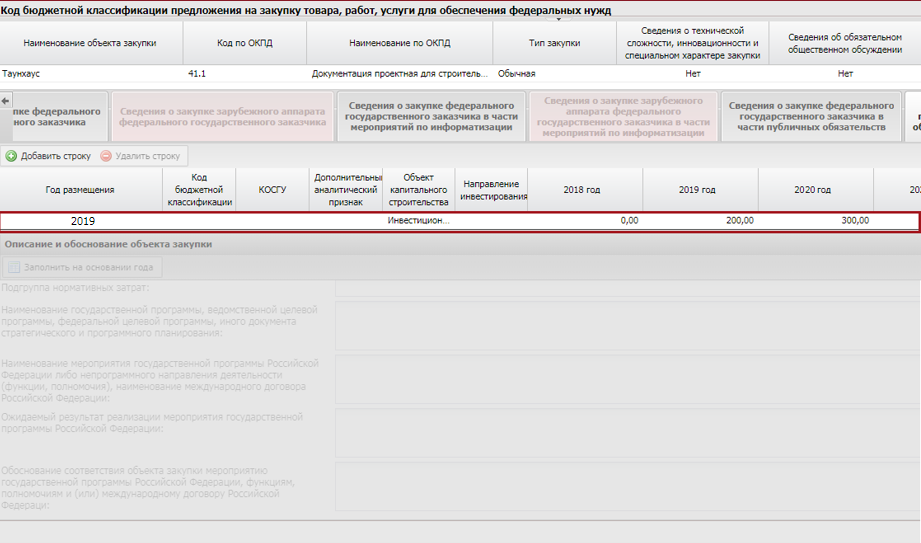 Код бюджетной классификации предложения на закупку товара, работ, услуги для обеспечения федеральных нужд
Наименование объекта закупки
Код по ОКПД
Наименование по ОКПД
Тип закупки
Сведения о технической
сложности, инновационности и
специальном характере закупки
Сведения об обязательном
общественном обсуждении
Таунхаус
41.1
Документация проектная для строитель...
Обычная
Нет
Нет
федерального
ного заказчика
Сведения о закупке зарубежного аппарата
федерального государственного заказчика
Сведения о закупке федерального
государственного заказчика в части
мероприятий по информатизации
Сведения о закупке зарубежного
аппарата федерального
государственного заказчика в части
мероприятий по информатизации
Сведения о закупке федерального
государственного заказчика в
части публичных обязательств
Добавить строку
Удалить строку
Год размещения
Код
бюджетной
классификации
КОСГУ
Дополнительный
аналитический
признак
Объект
капитального
строительства
Направление
инвестирования
2018 год
2019 год
2020 год
2019
Инвестицион...
0,00
200,00
300,00
Описание и обоснование объекта закупки
Заполнить на основании года
Подгруппа нормативных затрат:
Наименование государственной программы, ведомственной целевой
программы, федеральной целевой программы, иного документа
стратегического и программного планирования:
Наименование мероприятия государственной программы Российской
Федерации либо непрограммного направления деятельности
(функции, полномочия), наименование международного договора
Российской Федерации:
Ожидаемый результат реализации мероприятия государственной
программы Российской Федерации:
Обоснование соответствия объекта закупки мероприятию
государственной программы Российской Федерации, функциям,
полномочиям и (или) международному договору Российской
Федераци: